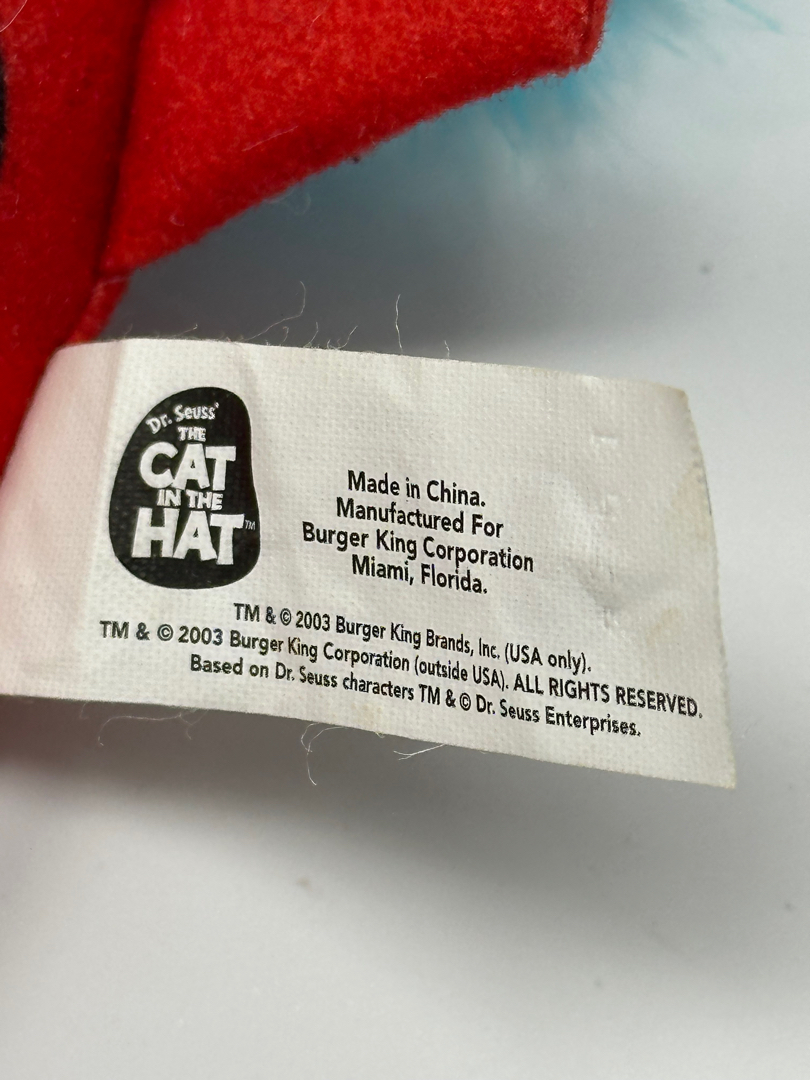 Dr. Seuss'
THE
CAT
IN THE
HAT™
Made in China.
Manufactured For
Burger King Corporation
Miami, Florida.
TM & © 2003 Burger King Brands, Inc. (USA only).
TM & © 2003 Burger King Corporation (outside USA). ALL RIGHTS RESERVED.
Based on Dr. Seuss characters TM & © Dr. Seuss Enterprises.